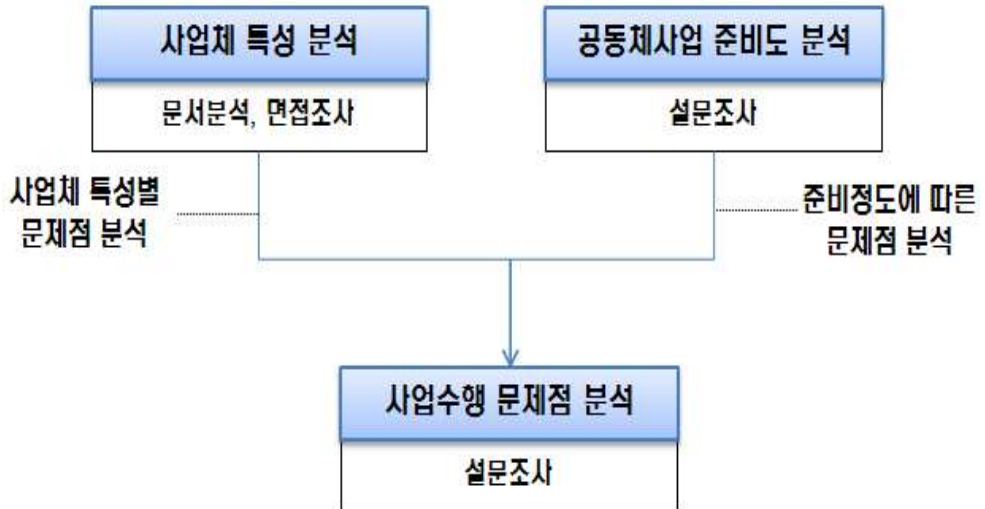 사업체 특성 분석
공동체사업 준비도 분석
문서분석, 면접조사
설문조사
사업체 특성별
문제점 분석
준비정도에 따른
문제점 분석
사업수행 문제점 분석
설문조사